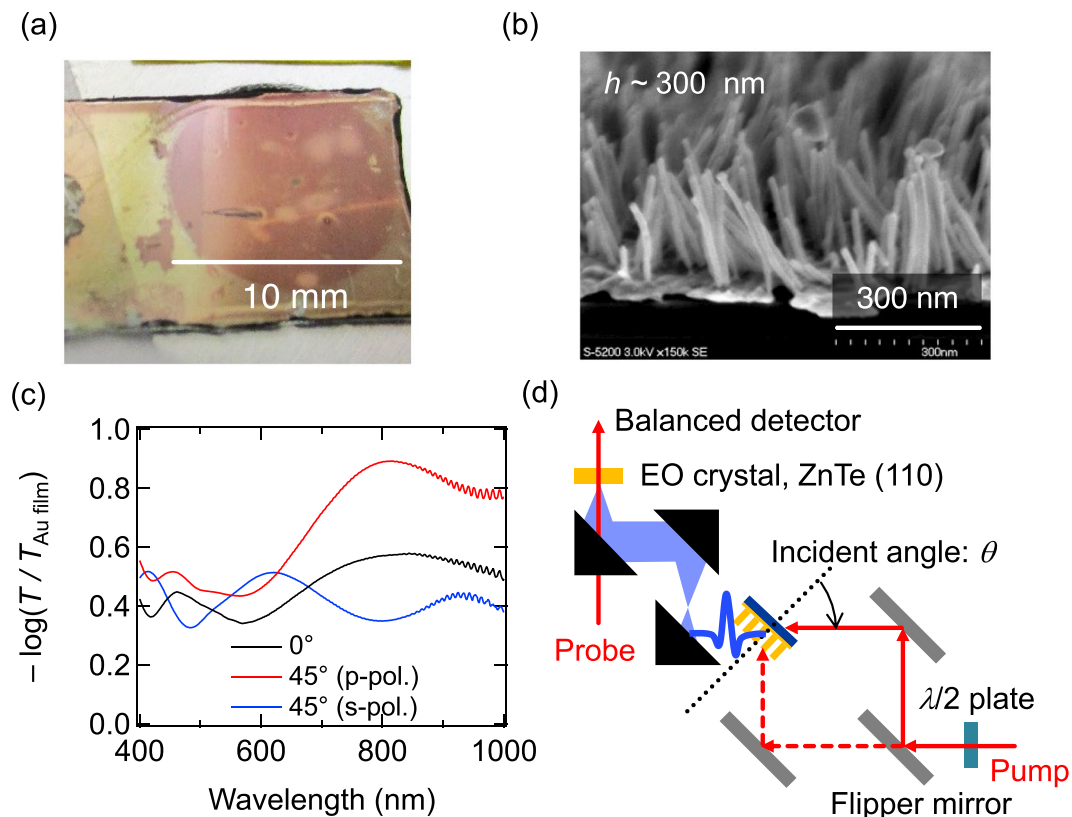 (a)
10 mm
(b)
h ~ 300 nm
300 nm
S-5200 3.0kV x150k SE
300nm
(c)
1.0
0.8
0.6
0.4
0.2
0.0
400
600
800
1000
− log(T / T_Au film)
Wavelength (nm)
0°
45° (p-pol.)
45° (s-pol.)
(d)
Balanced detector
EO crystal, ZnTe (110)
Incident angle: θ
Probe
λ/2 plate
Pump
Flipper mirror